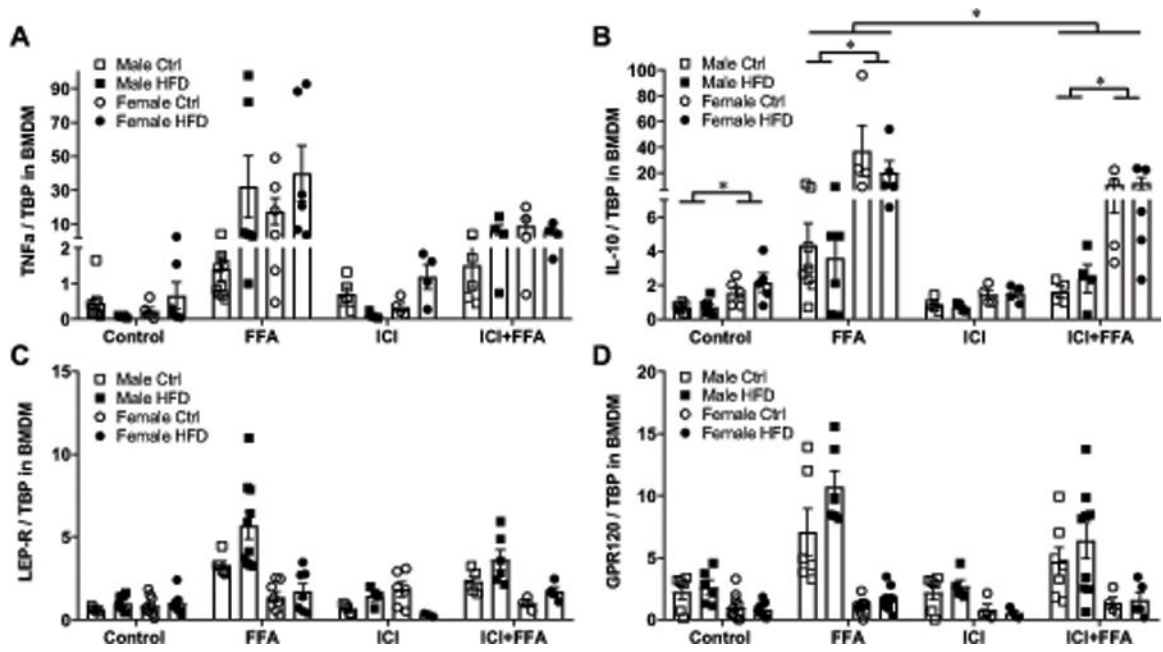 A
Male Ctrl
Male HFD
Female Ctrl
Female HFD
TNFa / TBP in BMDM
90
70
50
30
10
2
1
0
Control FFA ICI ICI+FFA
B
*
*
*
*
Male Ctrl
Male HFD
Female Ctrl
Female HFD
IL-10 / TBP in BMDM
100
80
60
40
20
6
4
2
0
Control FFA ICI ICI+FFA
C
Male Ctrl
Male HFD
Female Ctrl
Female HFD
LEP-R / TBP in BMDM
15
10
5
0
Control FFA ICI ICI+FFA
D
Male Ctrl
Male HFD
Female Ctrl
Female HFD
GPR120 / TBP in BMDM
20
15
10
5
0
Control FFA ICI ICI+FFA